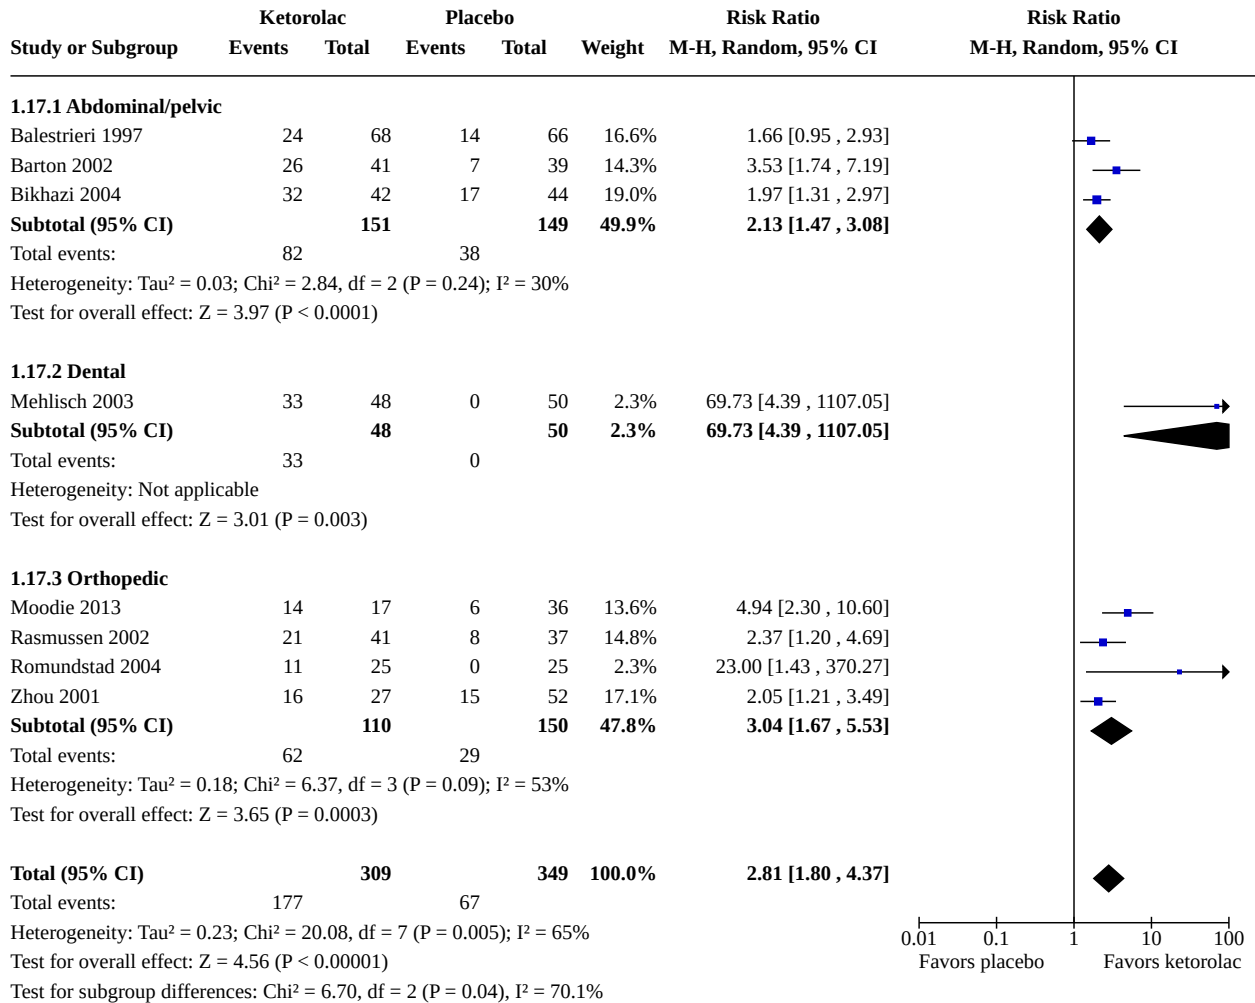 Ketorolac Placebo Risk Ratio Risk Ratio
Study or Subgroup Events Total Events Total Weight M-H, Random, 95% CI M-H, Random, 95% CI
1.17.1 Abdominal/pelvic
Balestrieri 1997 24 68 14 66 16.6% 1.66 [0.95 , 2.93]
Barton 2002 26 41 7 39 14.3% 3.53 [1.74 , 7.19]
Bikhazi 2004 32 42 17 44 19.0% 1.97 [1.31 , 2.97]
Subtotal (95% CI) 151 149 49.9% 2.13 [1.47 , 3.08]
Total events: 82 38
Heterogeneity: Tau² = 0.03; Chi² = 2.84, df = 2 (P = 0.24); I² = 30%
Test for overall effect: Z = 3.97 (P < 0.0001)
1.17.2 Dental
Mehlisch 2003 33 48 0 50 2.3% 69.73 [4.39 , 1107.05]
Subtotal (95% CI) 48 50 2.3% 69.73 [4.39 , 1107.05]
Total events: 33 0
Heterogeneity: Not applicable
Test for overall effect: Z = 3.01 (P = 0.003)
1.17.3 Orthopedic
Moodie 2013 14 17 6 36 13.6% 4.94 [2.30 , 10.60]
Rasmussen 2002 21 41 8 37 14.8% 2.37 [1.20 , 4.69]
Romundstad 2004 11 25 0 25 2.3% 23.00 [1.43 , 370.27]
Zhou 2001 16 27 15 52 17.1% 2.05 [1.21 , 3.49]
Subtotal (95% CI) 110 150 47.8% 3.04 [1.67 , 5.53]
Total events: 62 29
Heterogeneity: Tau² = 0.18; Chi² = 6.37, df = 3 (P = 0.09); I² = 53%
Test for overall effect: Z = 3.65 (P = 0.0003)
Total (95% CI) 309 349 100.0% 2.81 [1.80 , 4.37]
Total events: 177 67
Heterogeneity: Tau² = 0.23; Chi² = 20.08, df = 7 (P = 0.005); I² = 65%
0.01 0.1 1 10 100
Test for overall effect: Z = 4.56 (P < 0.00001) Favors placebo Favors ketorolac
Test for subgroup differences: Chi² = 6.70, df = 2 (P = 0.04), I² = 70.1%